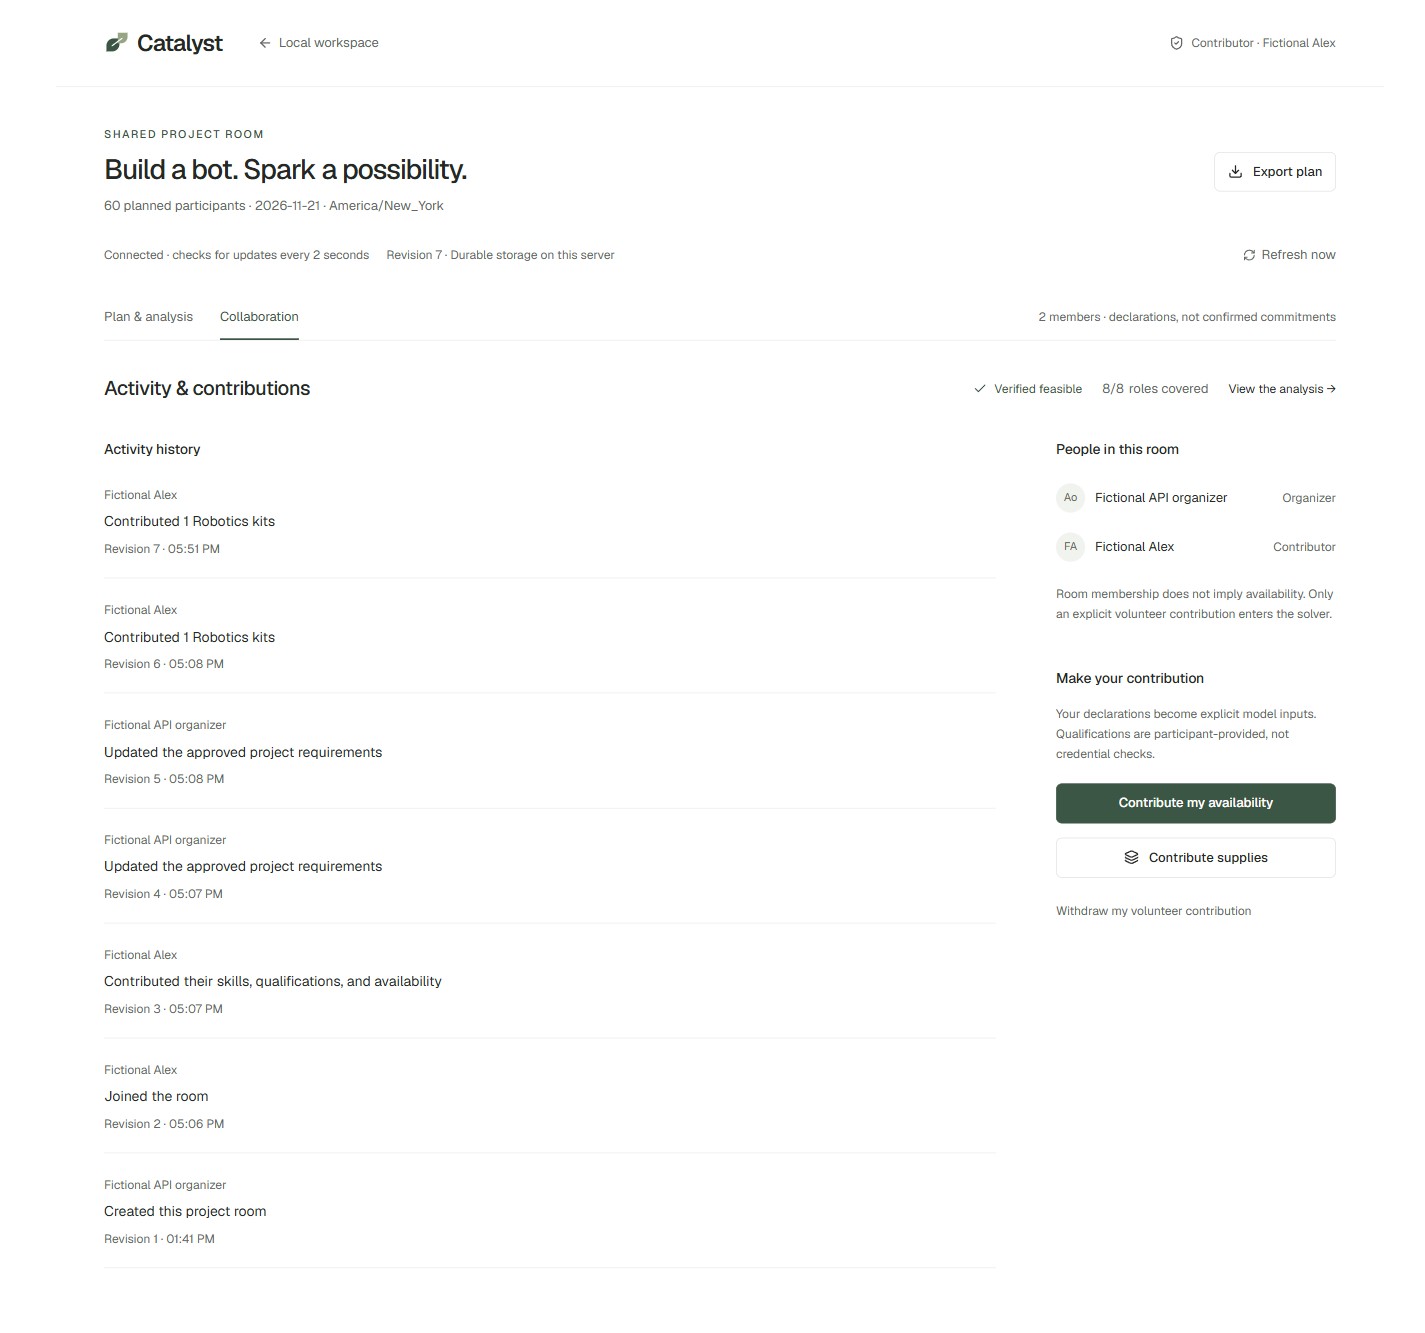 Catalyst
Local workspace
Contributor · Fictional Alex
SHARED PROJECT ROOM
Build a bot. Spark a possibility.
60 planned participants · 2026-11-21 · America/New_York
Export plan
Connected · checks for updates every 2 seconds
Revision 7 · Durable storage on this server
Refresh now
Plan & analysis
Collaboration
2 members · declarations, not confirmed commitments
Activity & contributions
Verified feasible
8/8 roles covered
View the analysis →
Activity history
Fictional Alex
Contributed 1 Robotics kits
Revision 7 · 05:51 PM
Fictional Alex
Contributed 1 Robotics kits
Revision 6 · 05:08 PM
Fictional API organizer
Updated the approved project requirements
Revision 5 · 05:08 PM
Fictional API organizer
Updated the approved project requirements
Revision 4 · 05:07 PM
Fictional Alex
Contributed their skills, qualifications, and availability
Revision 3 · 05:07 PM
Fictional Alex
Joined the room
Revision 2 · 05:06 PM
Fictional API organizer
Created this project room
Revision 1 · 01:41 PM
People in this room
Ao
Fictional API organizer
Organizer
FA
Fictional Alex
Contributor
Room membership does not imply availability. Only
an explicit volunteer contribution enters the solver.
Make your contribution
Your declarations become explicit model inputs.
Qualifications are participant-provided, not
credential checks.
Contribute my availability
Contribute supplies
Withdraw my volunteer contribution